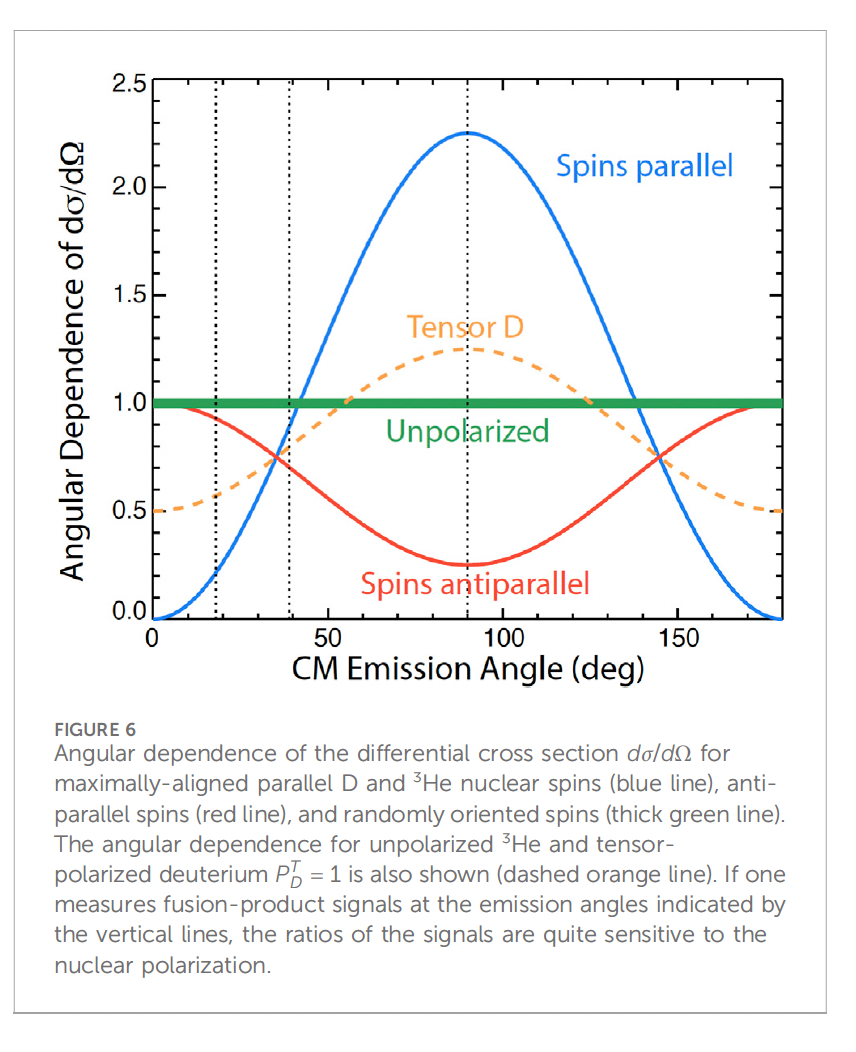 2.5
2.0
1.5
1.0
0.5
0.0
Angular Dependence of dσ/dΩ
Spins parallel
Tensor D
Unpolarized
Spins antiparallel
0
50
100
150
CM Emission Angle (deg)
FIGURE 6
Angular dependence of the differential cross section dσ/dΩ for
maximally-aligned parallel D and ³He nuclear spins (blue line), anti-
parallel spins (red line), and randomly oriented spins (thick green line).
The angular dependence for unpolarized ³He and tensor-
polarized deuterium P_D^T = 1 is also shown (dashed orange line). If one
measures fusion-product signals at the emission angles indicated by
the vertical lines, the ratios of the signals are quite sensitive to the
nuclear polarization.